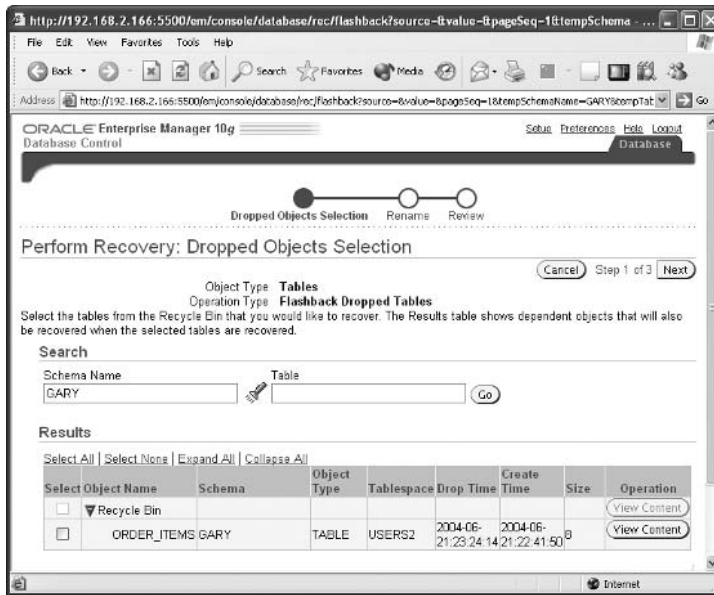 http://192.168.2.166:5500/em/console/database/rec/flashback?source=&value=&pageSeq=1&tempSchema - ...
File Edit View Favorites Tools Help
Back Search Favorites Media
Address http://192.168.2.166:5500/em/console/database/rec/flashback?source=&value=&pageSeq=1&tempSchemaName=GARY&tempTat Go
ORACLE Enterprise Manager 10g
Database Control
Setup Preferences Help Logout
Database
Dropped Objects Selection Rename Review
Perform Recovery: Dropped Objects Selection
Cancel Step 1 of 3 Next
Object Type Tables
Operation Type Flashback Dropped Tables
Select the tables from the Recycle Bin that you would like to recover. The Results table shows dependent objects that will also
be recovered when the selected tables are recovered.
Search
Schema Name Table
GARY Go
Results
Select All | Select None | Expand All | Collapse All
Select Object Name Schema Object Type Tablespace Drop Time Create Time Size Operation
Recycle Bin View Content
ORDER_ITEMS GARY TABLE USERS2 2004-06-21:23:24:14 2004-06-21:22:41:50 8 View Content
Internet